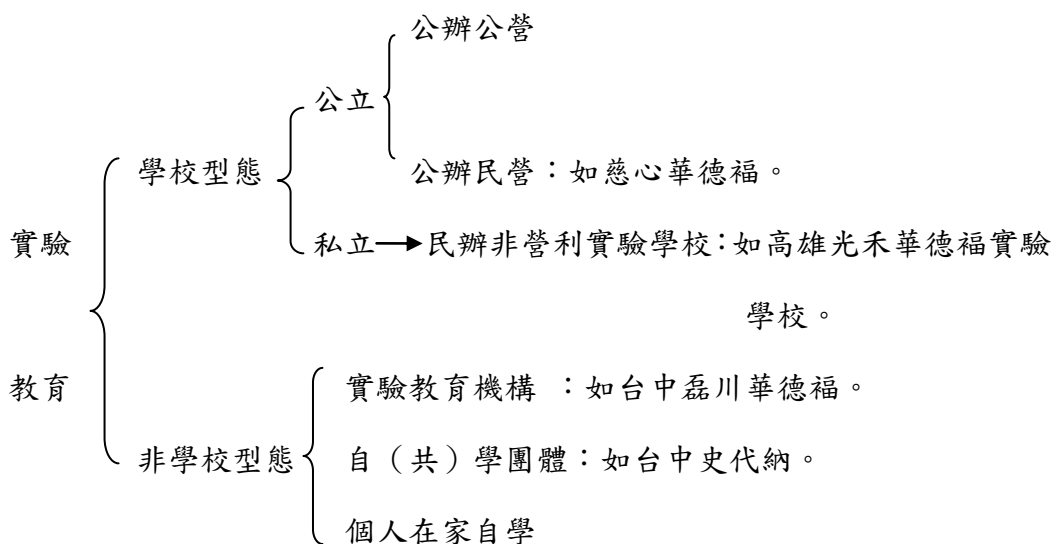 公辦公營
公立
公辦民營：如慈心華德福。
學校型態
實驗
私立
民辦非營利實驗學校：如高雄光禾華德福實驗
學校。
教育
實驗教育機構 ：如台中磊川華德福。
非學校型態
自（共）學團體：如台中史代納。
個人在家自學